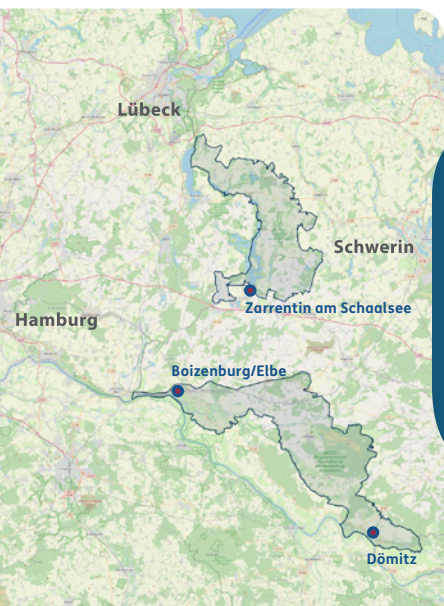 Lübeck
Schwerin
Zarrentin am Schaalsee
Hamburg
Boizenburg/Elbe
Dömitz